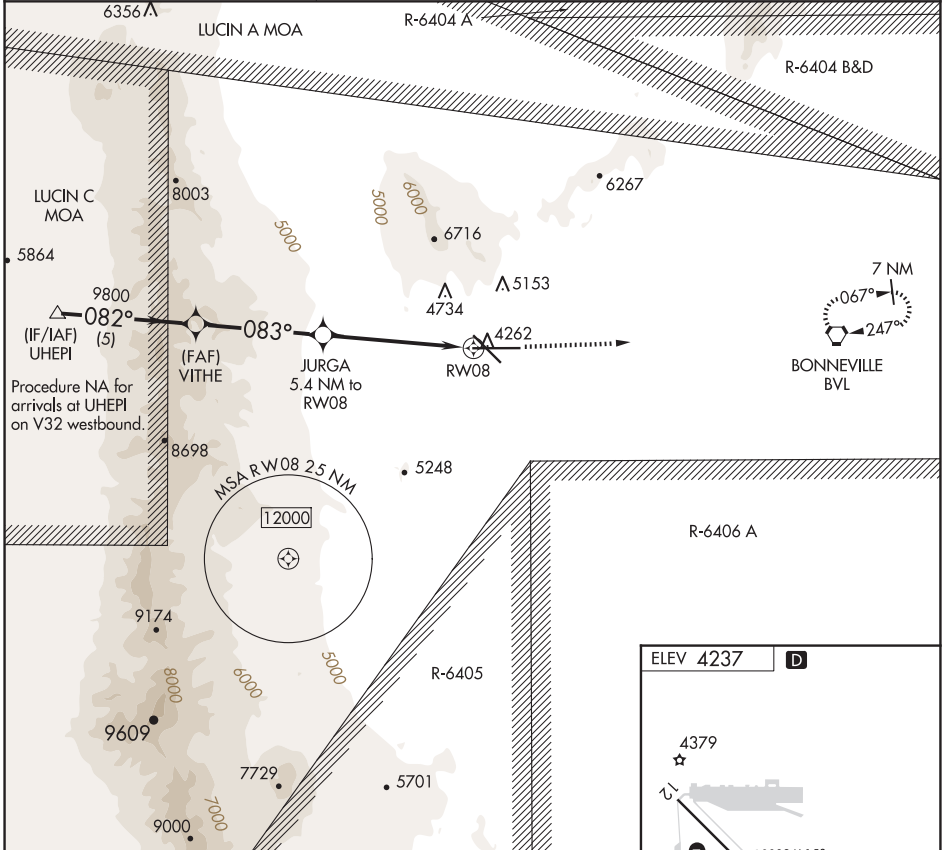 6356
LUCIN A MOA
R-6404 A
R-6404 B&D
LUCIN C
MOA
8003
5000
5000
6000
6267
6716
5864
5153
4734
7 NM
067°
247°
BONNEVILLE
BVL
9800
082°
(5)
(IF/IAF)
UHEPI
083°
(FAF)
VITHE
JURGA
5.4 NM to
RW08
4262
RW08
Procedure NA for
arrivals at UHEPI
on V32 westbound.
8698
5248
MSA RW08 25 NM
12000
R-6406 A
9174
8000
6000
5000
R-6405
9609
7729
5701
7000
9000
ELEV 4237
D
4379
12